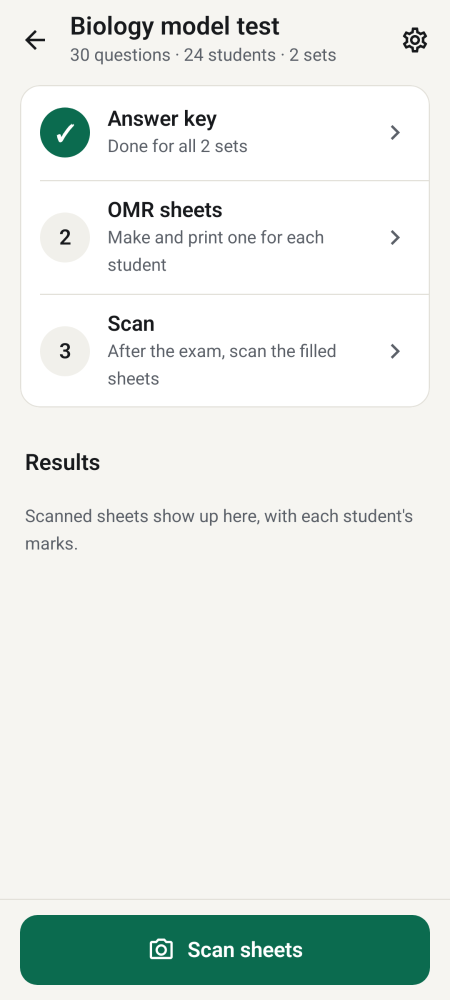 Biology model test
30 questions · 24 students · 2 sets
✓
Answer key
Done for all 2 sets
2
OMR sheets
Make and print one for each
student
3
Scan
After the exam, scan the filled
sheets
Results
Scanned sheets show up here, with each student's
marks.
Scan sheets